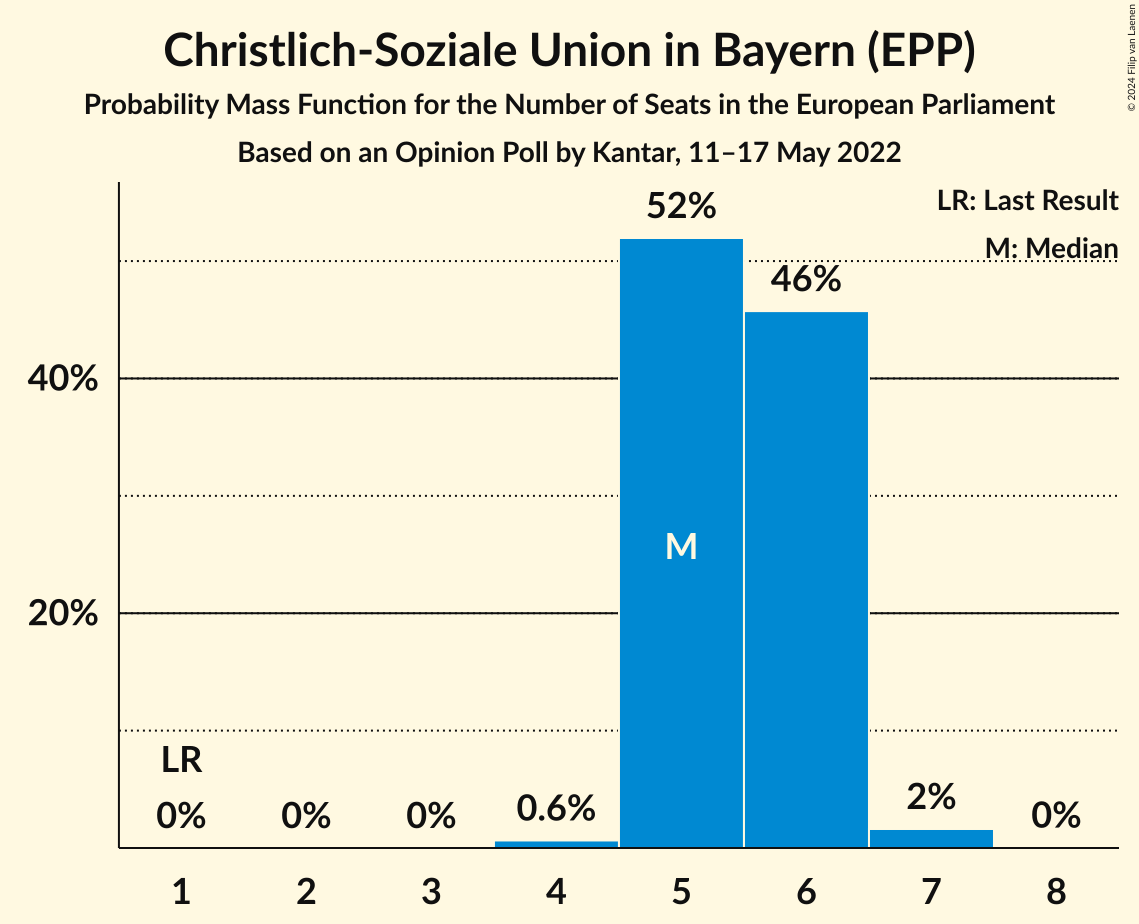 Christlich-Soziale Union in Bayern (EPP)
Probability Mass Function for the Number of Seats in the European Parliament
Based on an Opinion Poll by Kantar, 11–17 May 2022
© 2024 Filip van Laenen
LR: Last Result
M: Median
52%
46%
40%
M
20%
LR
0% 0% 0% 0.6% 2% 0%
1 2 3 4 5 6 7 8